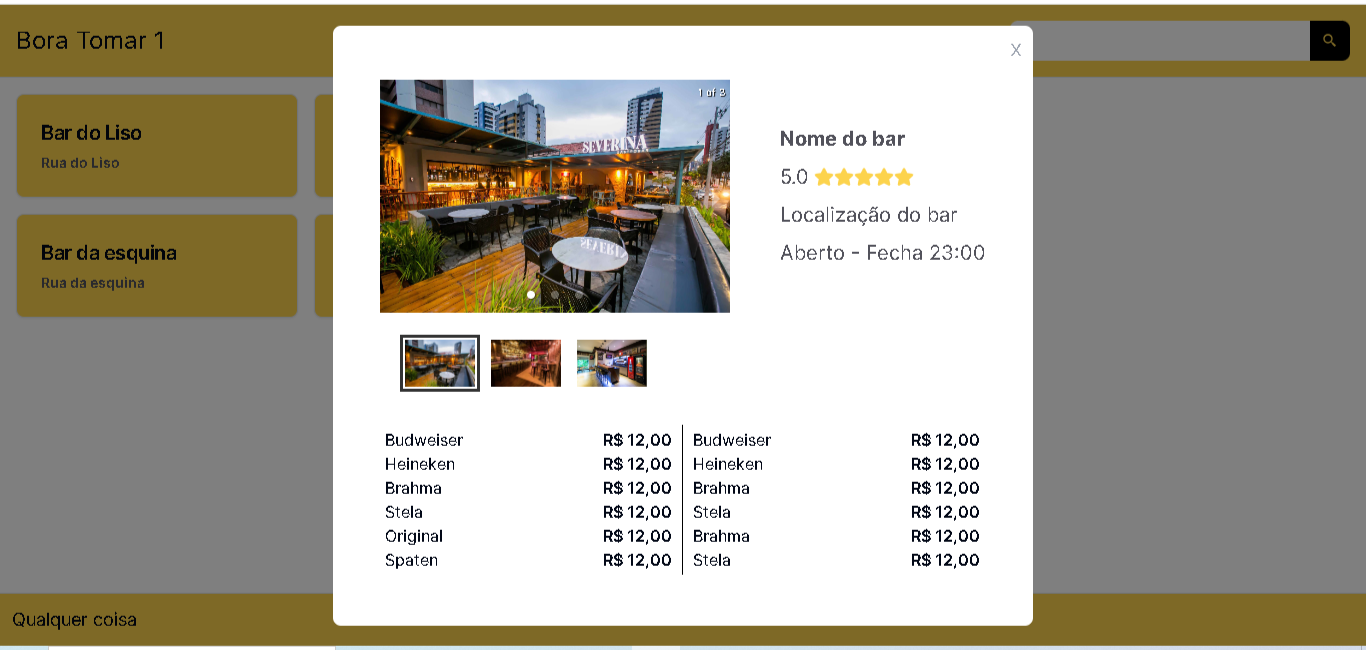 Bora Tomar 1
X
Bar do Liso
Rua do Liso
Bar da esquina
Rua da esquina
1 of 3
SEVERINA
Nome do bar
5.0
Localização do bar
Aberto - Fecha 23:00
Budweiser R$ 12,00
Heineken R$ 12,00
Brahma R$ 12,00
Stela R$ 12,00
Original R$ 12,00
Spaten R$ 12,00
Budweiser R$ 12,00
Heineken R$ 12,00
Brahma R$ 12,00
Stela R$ 12,00
Brahma R$ 12,00
Stela R$ 12,00
Qualquer coisa